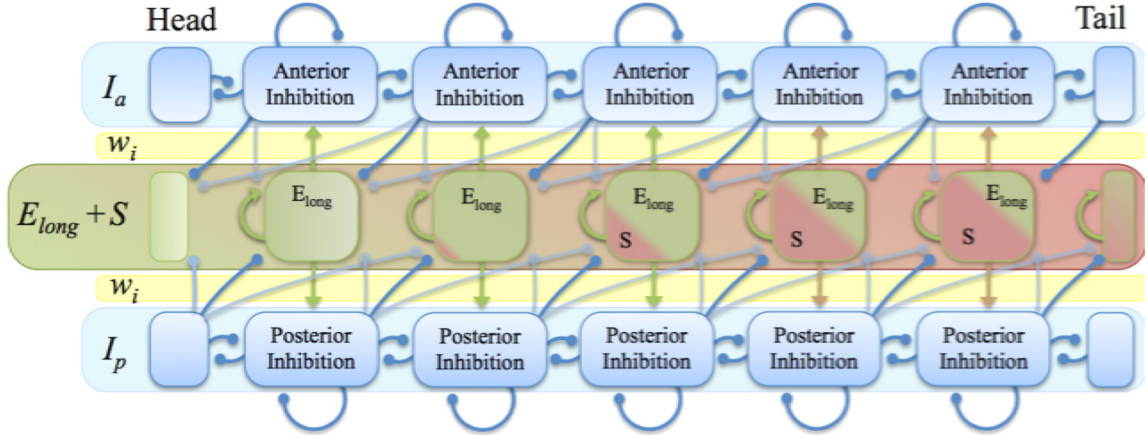 Head
Tail
I_a
Anterior
Inhibition
Anterior
Inhibition
Anterior
Inhibition
Anterior
Inhibition
Anterior
Inhibition
w_i
E_long + S
E_long
E_long
E_long
S
E_long
S
E_long
S
w_i
I_p
Posterior
Inhibition
Posterior
Inhibition
Posterior
Inhibition
Posterior
Inhibition
Posterior
Inhibition